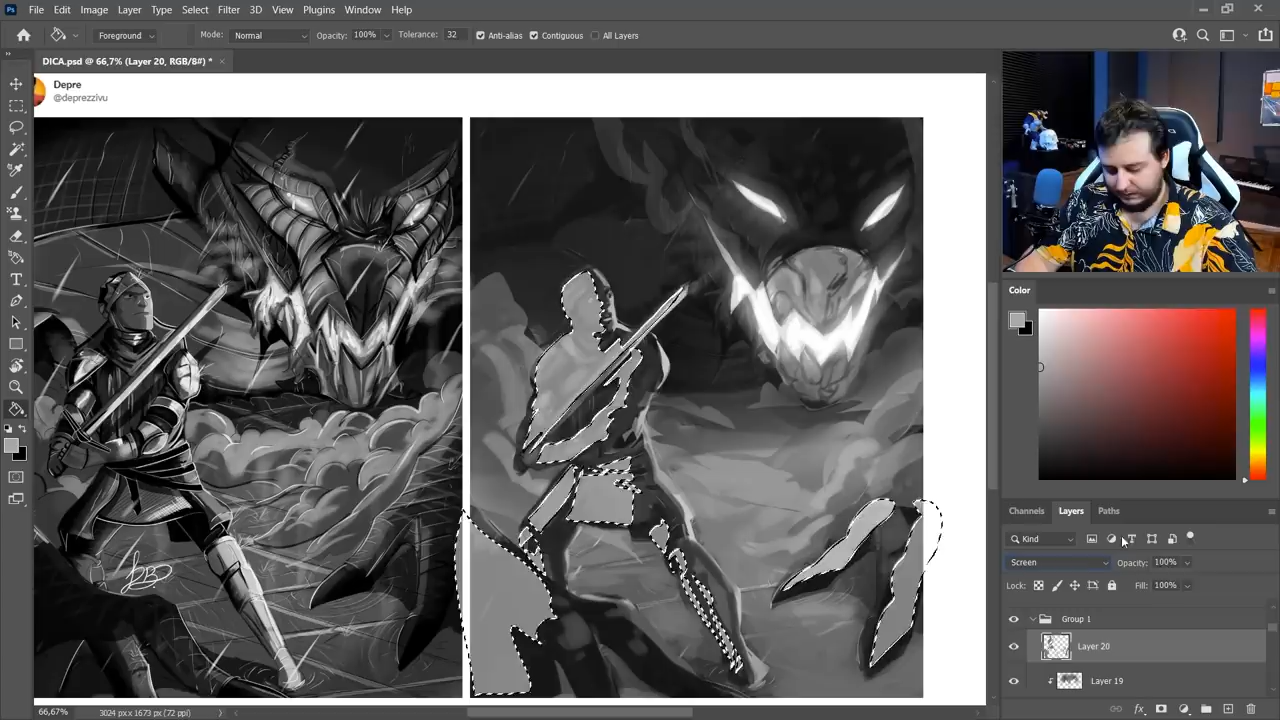 Ps File Edit Image Layer Type Select Filter 3D View Plugins Window Help
Foreground Mode: Normal Opacity: 100% Tolerance: 32 Anti-alias Contiguous All Layers
DICA.psd @ 66,7% (Layer 20, RGB/8#) * ×
Depre
@deprezzivu
Color
Channels Layers Paths
Kind
Screen Opacity: 100%
Lock: Fill: 100%
Group 1
Layer 20
Layer 19
66,67% 3024 px x 1673 px (72 ppi)